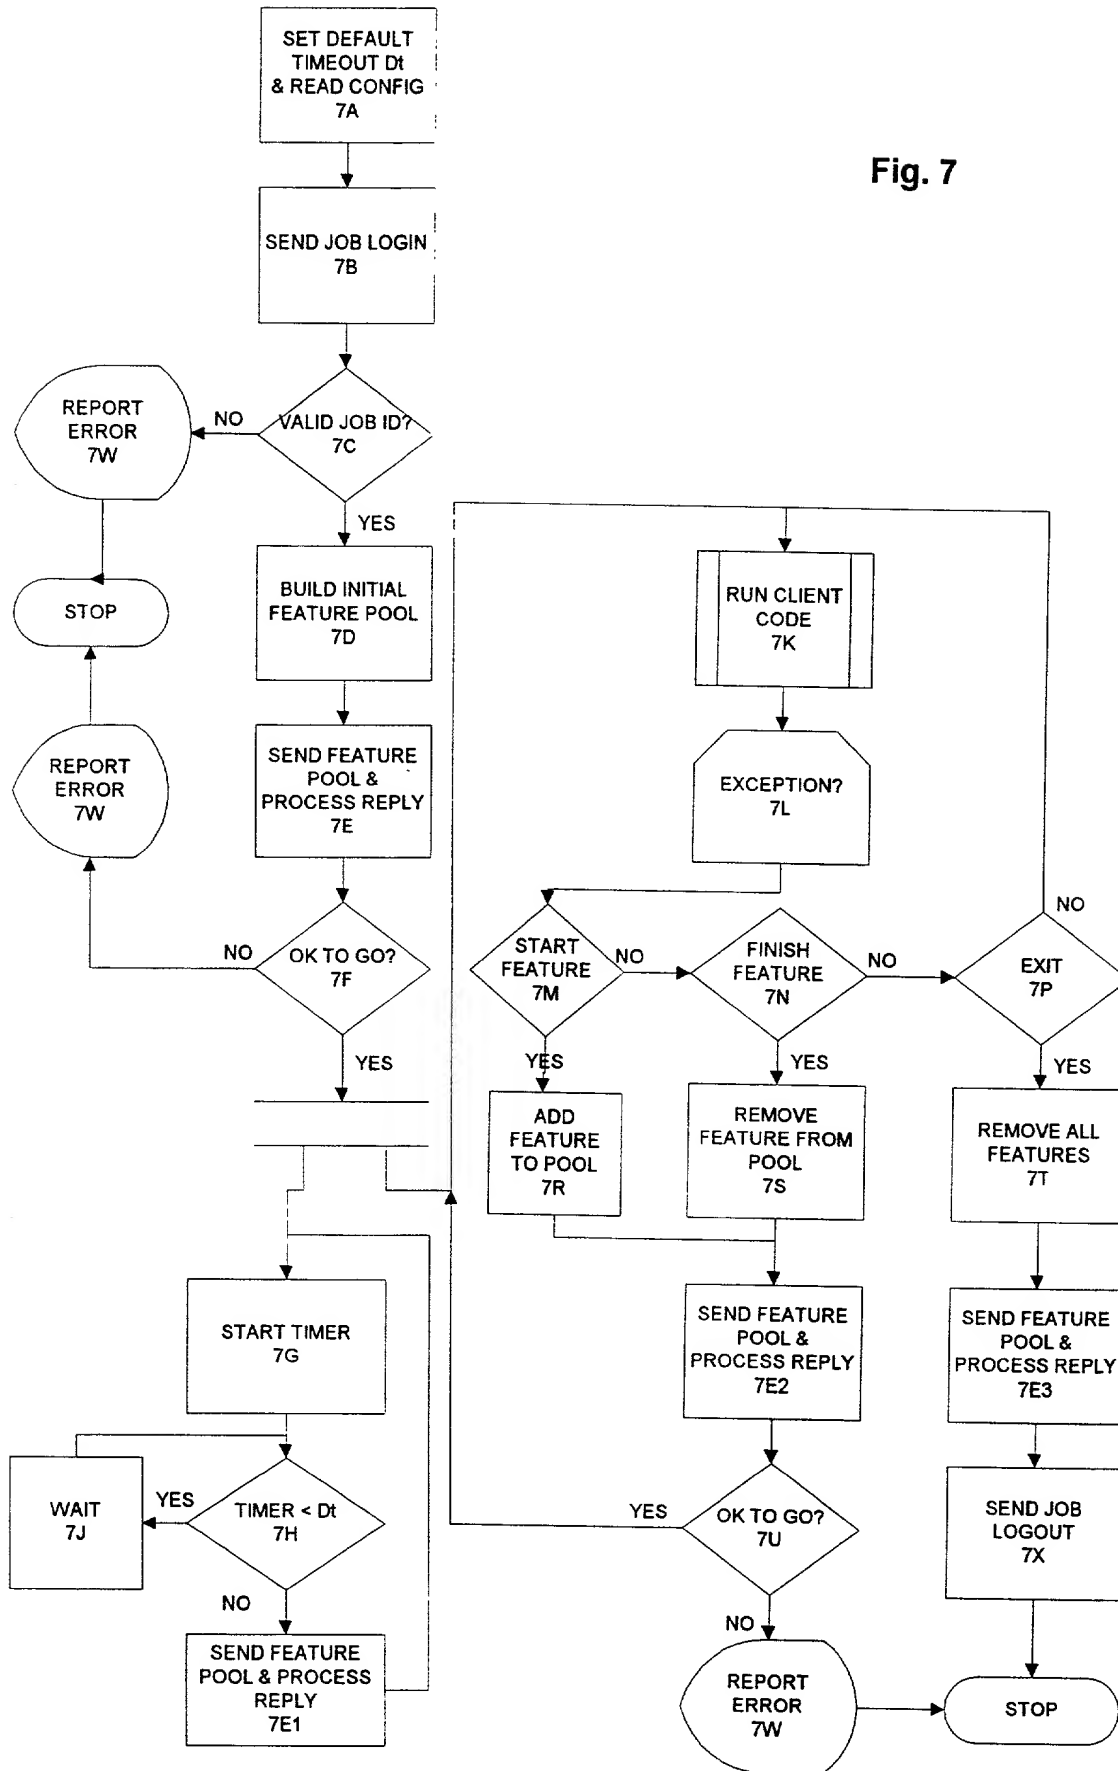 SET DEFAULT
TIMEOUT Dt
& READ CONFIG
7A
Fig. 7
SEND JOB LOGIN
7B
VALID JOB ID?
7C
NO
REPORT
ERROR
7W
YES
STOP
BUILD INITIAL
FEATURE POOL
7D
RUN CLIENT
CODE
7K
SEND FEATURE
POOL &
PROCESS REPLY
7E
REPORT
ERROR
7W
EXCEPTION?
7L
NO
OK TO GO?
7F
YES
START
FEATURE
7M
NO
FINISH
FEATURE
7N
NO
EXIT
7P
NO
YES
YES
YES
ADD
FEATURE
TO POOL
7R
REMOVE
FEATURE FROM
POOL
7S
REMOVE ALL
FEATURES
7T
START TIMER
7G
SEND FEATURE
POOL &
PROCESS REPLY
7E2
SEND FEATURE
POOL &
PROCESS REPLY
7E3
WAIT
7J
YES
TIMER < Dt
7H
NO
YES
OK TO GO?
7U
NO
SEND JOB
LOGOUT
7X
SEND FEATURE
POOL & PROCESS
REPLY
7E1
REPORT
ERROR
7W
STOP